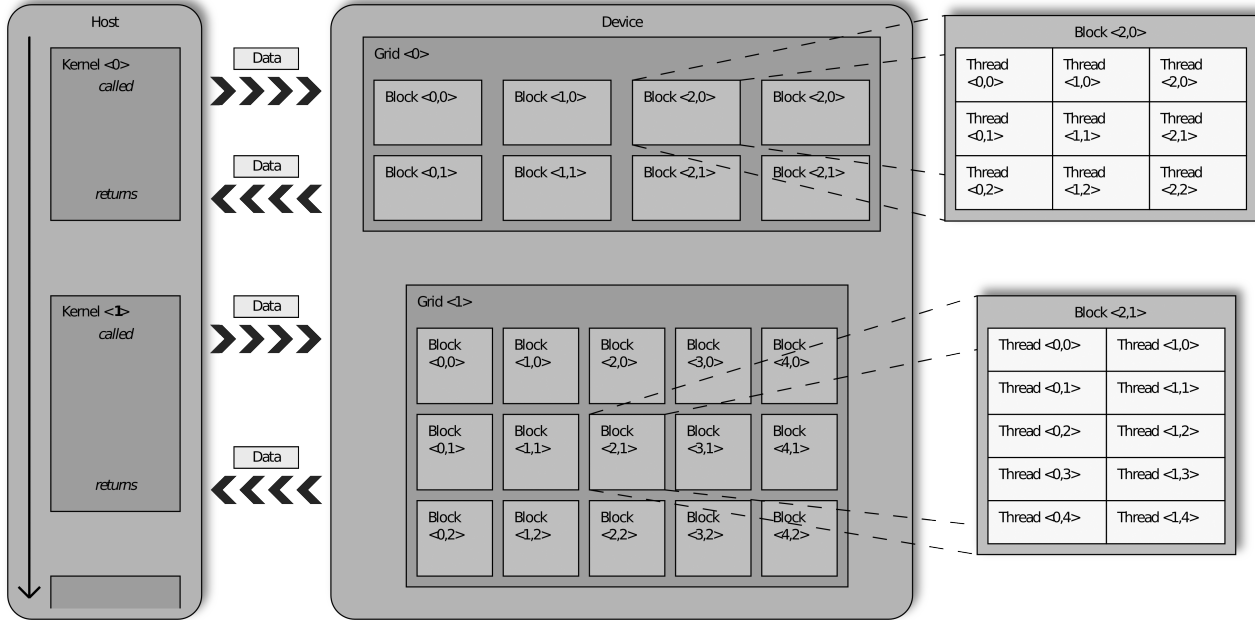 Host
Kernel <0>
called
returns
Kernel <1>
called
returns
Data
Data
Data
Data
Device
Grid <0>
Block <0,0>
Block <1,0>
Block <2,0>
Block <2,0>
Block <0,1>
Block <1,1>
Block <2,1>
Block <2,1>
Grid <1>
Block
<0,0>
Block
<1,0>
Block
<2,0>
Block
<3,0>
Block
<4,0>
Block
<0,1>
Block
<1,1>
Block
<2,1>
Block
<3,1>
Block
<4,1>
Block
<0,2>
Block
<1,2>
Block
<2,2>
Block
<3,2>
Block
<4,2>
Block <2,0>
Thread
<0,0>
Thread
<1,0>
Thread
<2,0>
Thread
<0,1>
Thread
<1,1>
Thread
<2,1>
Thread
<0,2>
Thread
<1,2>
Thread
<2,2>
Block <2,1>
Thread <0,0>
Thread <1,0>
Thread <0,1>
Thread <1,1>
Thread <0,2>
Thread <1,2>
Thread <0,3>
Thread <1,3>
Thread <0,4>
Thread <1,4>